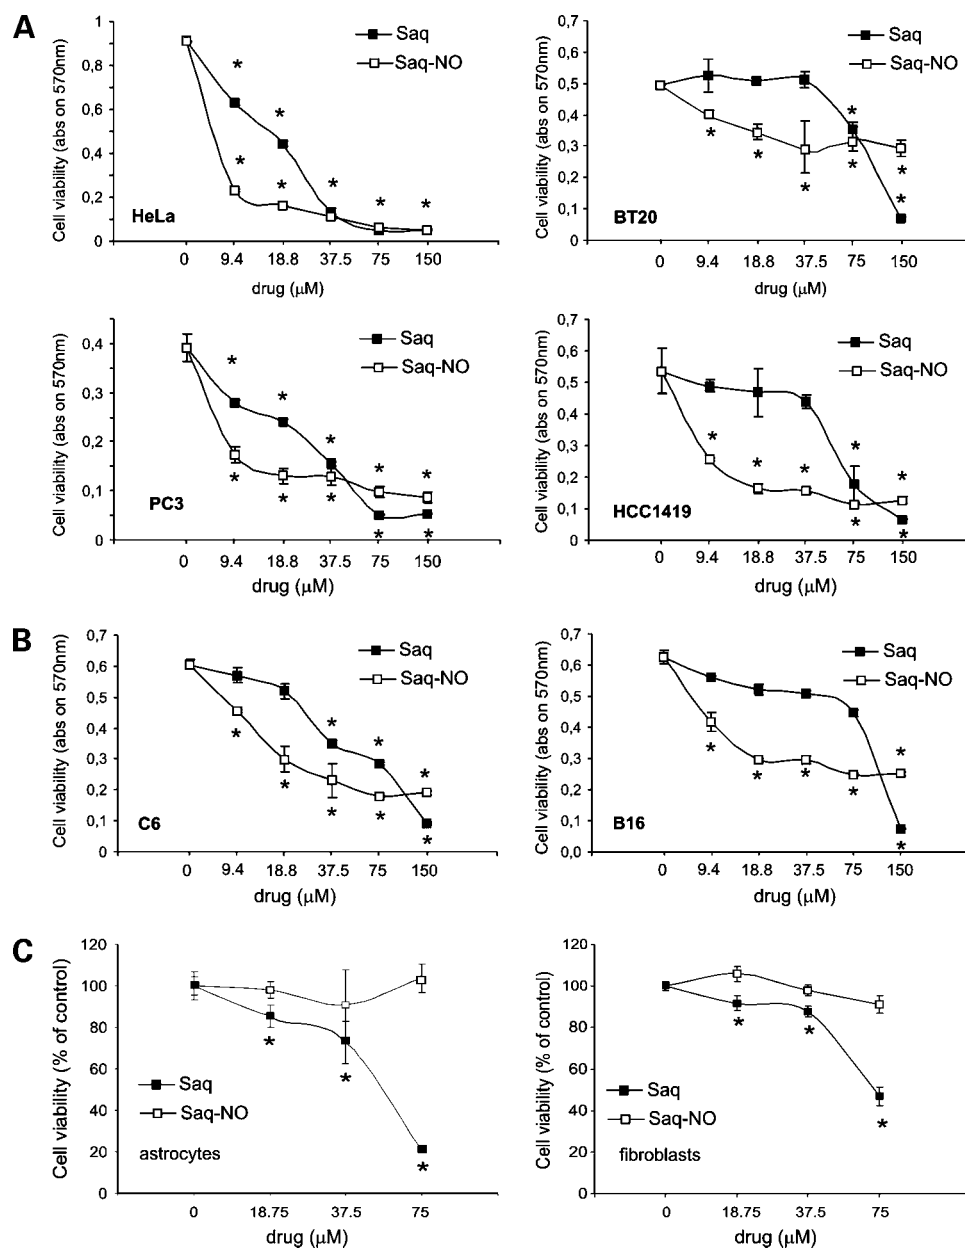 A
Cell viability (abs on 570nm)
1
0,8
0,6
0,4
0,2
0
* * * * * * *
Saq
Saq-NO
HeLa
0 9.4 18.8 37.5 75 150
drug (μM)
Cell viability (abs on 570nm)
0,7
0,6
0,5
0,4
0,3
0,2
0,1
0
Saq
Saq-NO
* * * * * * *
BT20
0 9.4 18.8 37.5 75 150
drug (μM)
Cell viability (abs on 570nm)
0,4
0,3
0,2
0,1
0
Saq
Saq-NO
* * * * *
* * * * *
PC3
0 9.4 18.8 37.5 75 150
drug (μM)
Cell viability (abs on 570nm)
0,7
0,6
0,5
0,4
0,3
0,2
0,1
0
Saq
Saq-NO
* * * * *
* *
HCC1419
0 9.4 18.8 37.5 75 150
drug (μM)
B
Cell viability (abs on 570nm)
0,7
0,6
0,5
0,4
0,3
0,2
0,1
0
Saq
Saq-NO
* * *
* * * * *
C6
0 9.4 18.8 37.5 75 150
drug (μM)
Cell viability (abs on 570nm)
0,7
0,6
0,5
0,4
0,3
0,2
0,1
0,0
Saq
Saq-NO
*
* * * * *
B16
0 9.4 18.8 37.5 75 150
drug (μM)
C
Cell viability (% of control)
120
100
80
60
40
20
0
* * *
Saq
Saq-NO
astrocytes
0 18.75 37.5 75
drug (μM)
Cell viability (% of control)
120
100
80
60
40
20
0
* * *
Saq
Saq-NO
fibroblasts
0 18.75 37.5 75
drug (μM)